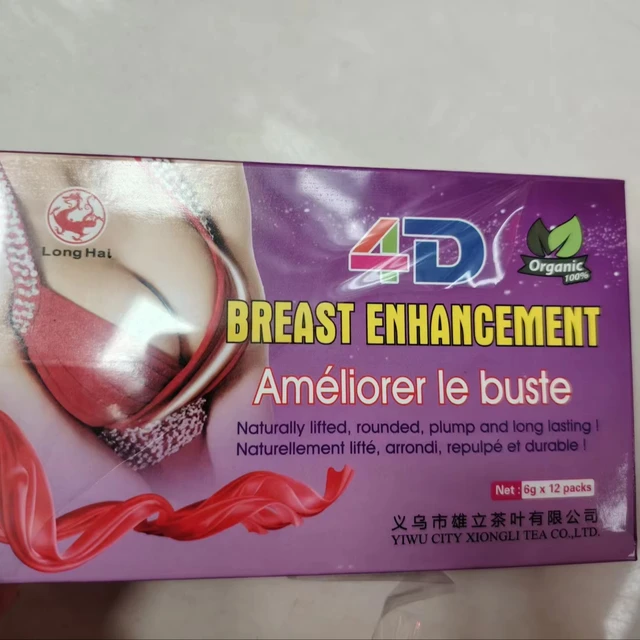 Long Hai
4D
Organic
100%
BREAST ENHANCEMENT
Améliorer le buste
Naturally lifted, rounded, plump and long lasting !
Naturellement lifté, arrondi, repulpé et durable !
Net : 6g x 12 packs
义乌市雄立茶叶有限公司
YIWU CITY XIONGLI TEA CO.,LTD.